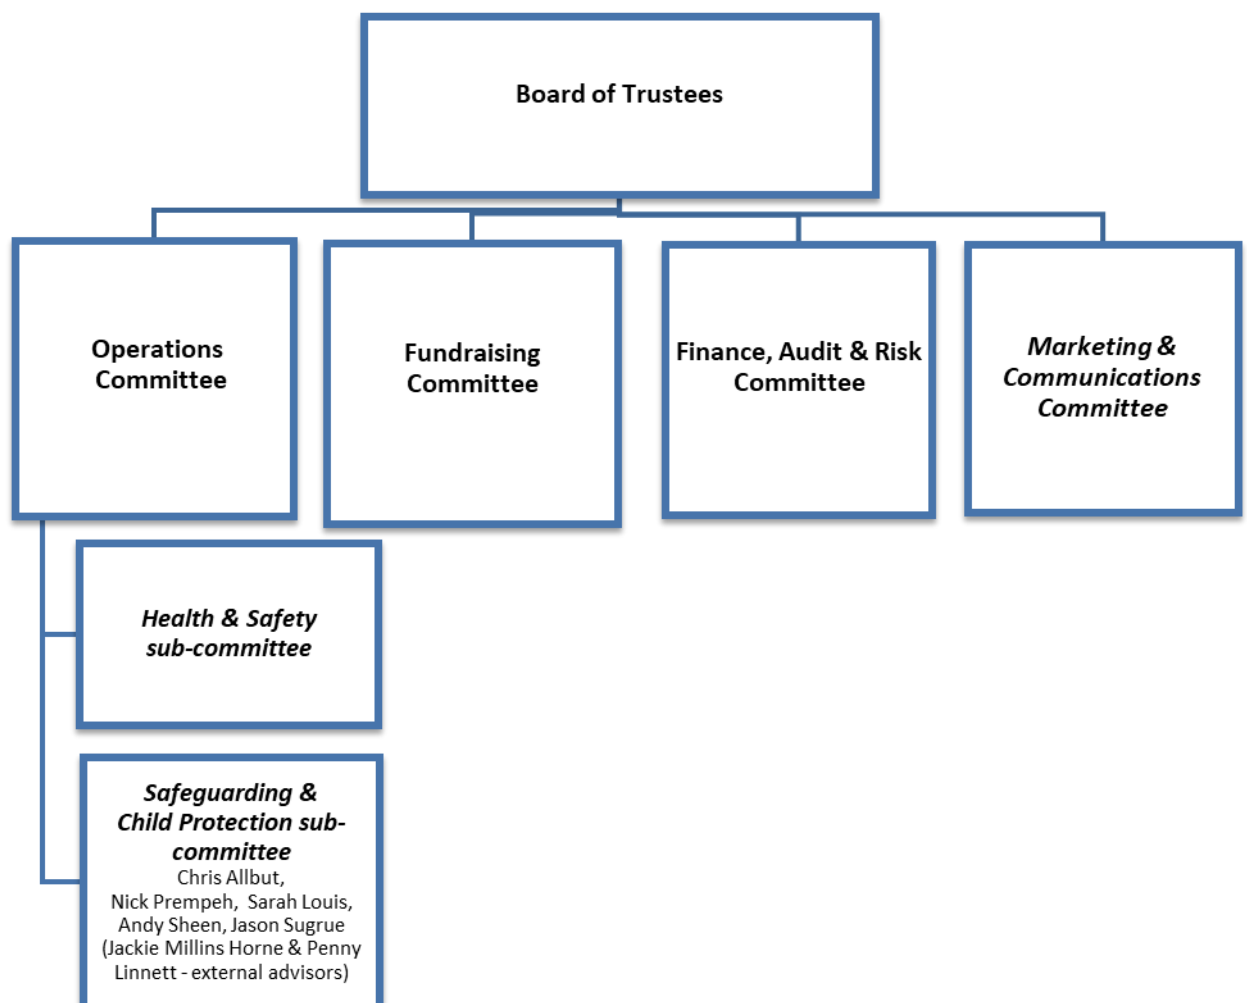 Board of Trustees
Operations
Committee
Fundraising
Committee
Finance, Audit & Risk
Committee
Marketing &
Communications
Committee
Health & Safety
sub-committee
Safeguarding &
Child Protection sub-
committee
Chris Allbut,
Nick Prempeh, Sarah Louis,
Andy Sheen, Jason Sugrue
(Jackie Millins Horne & Penny
Linnett - external advisors)